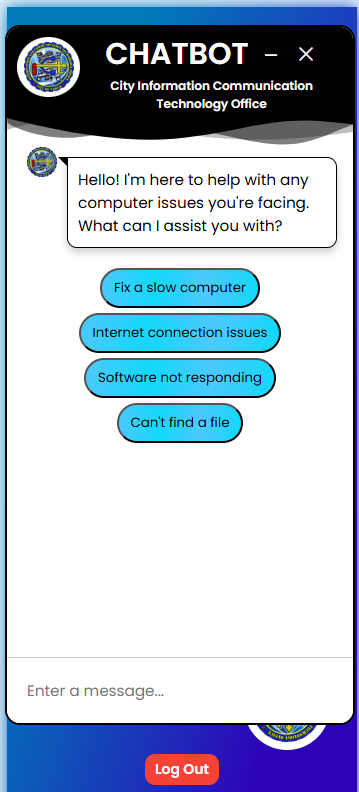 CHATBOT
City Information Communication
Technology Office
Hello! I'm here to help with any
computer issues you're facing.
What can I assist you with?
Fix a slow computer
Internet connection issues
Software not responding
Can't find a file
Enter a message...
Log Out